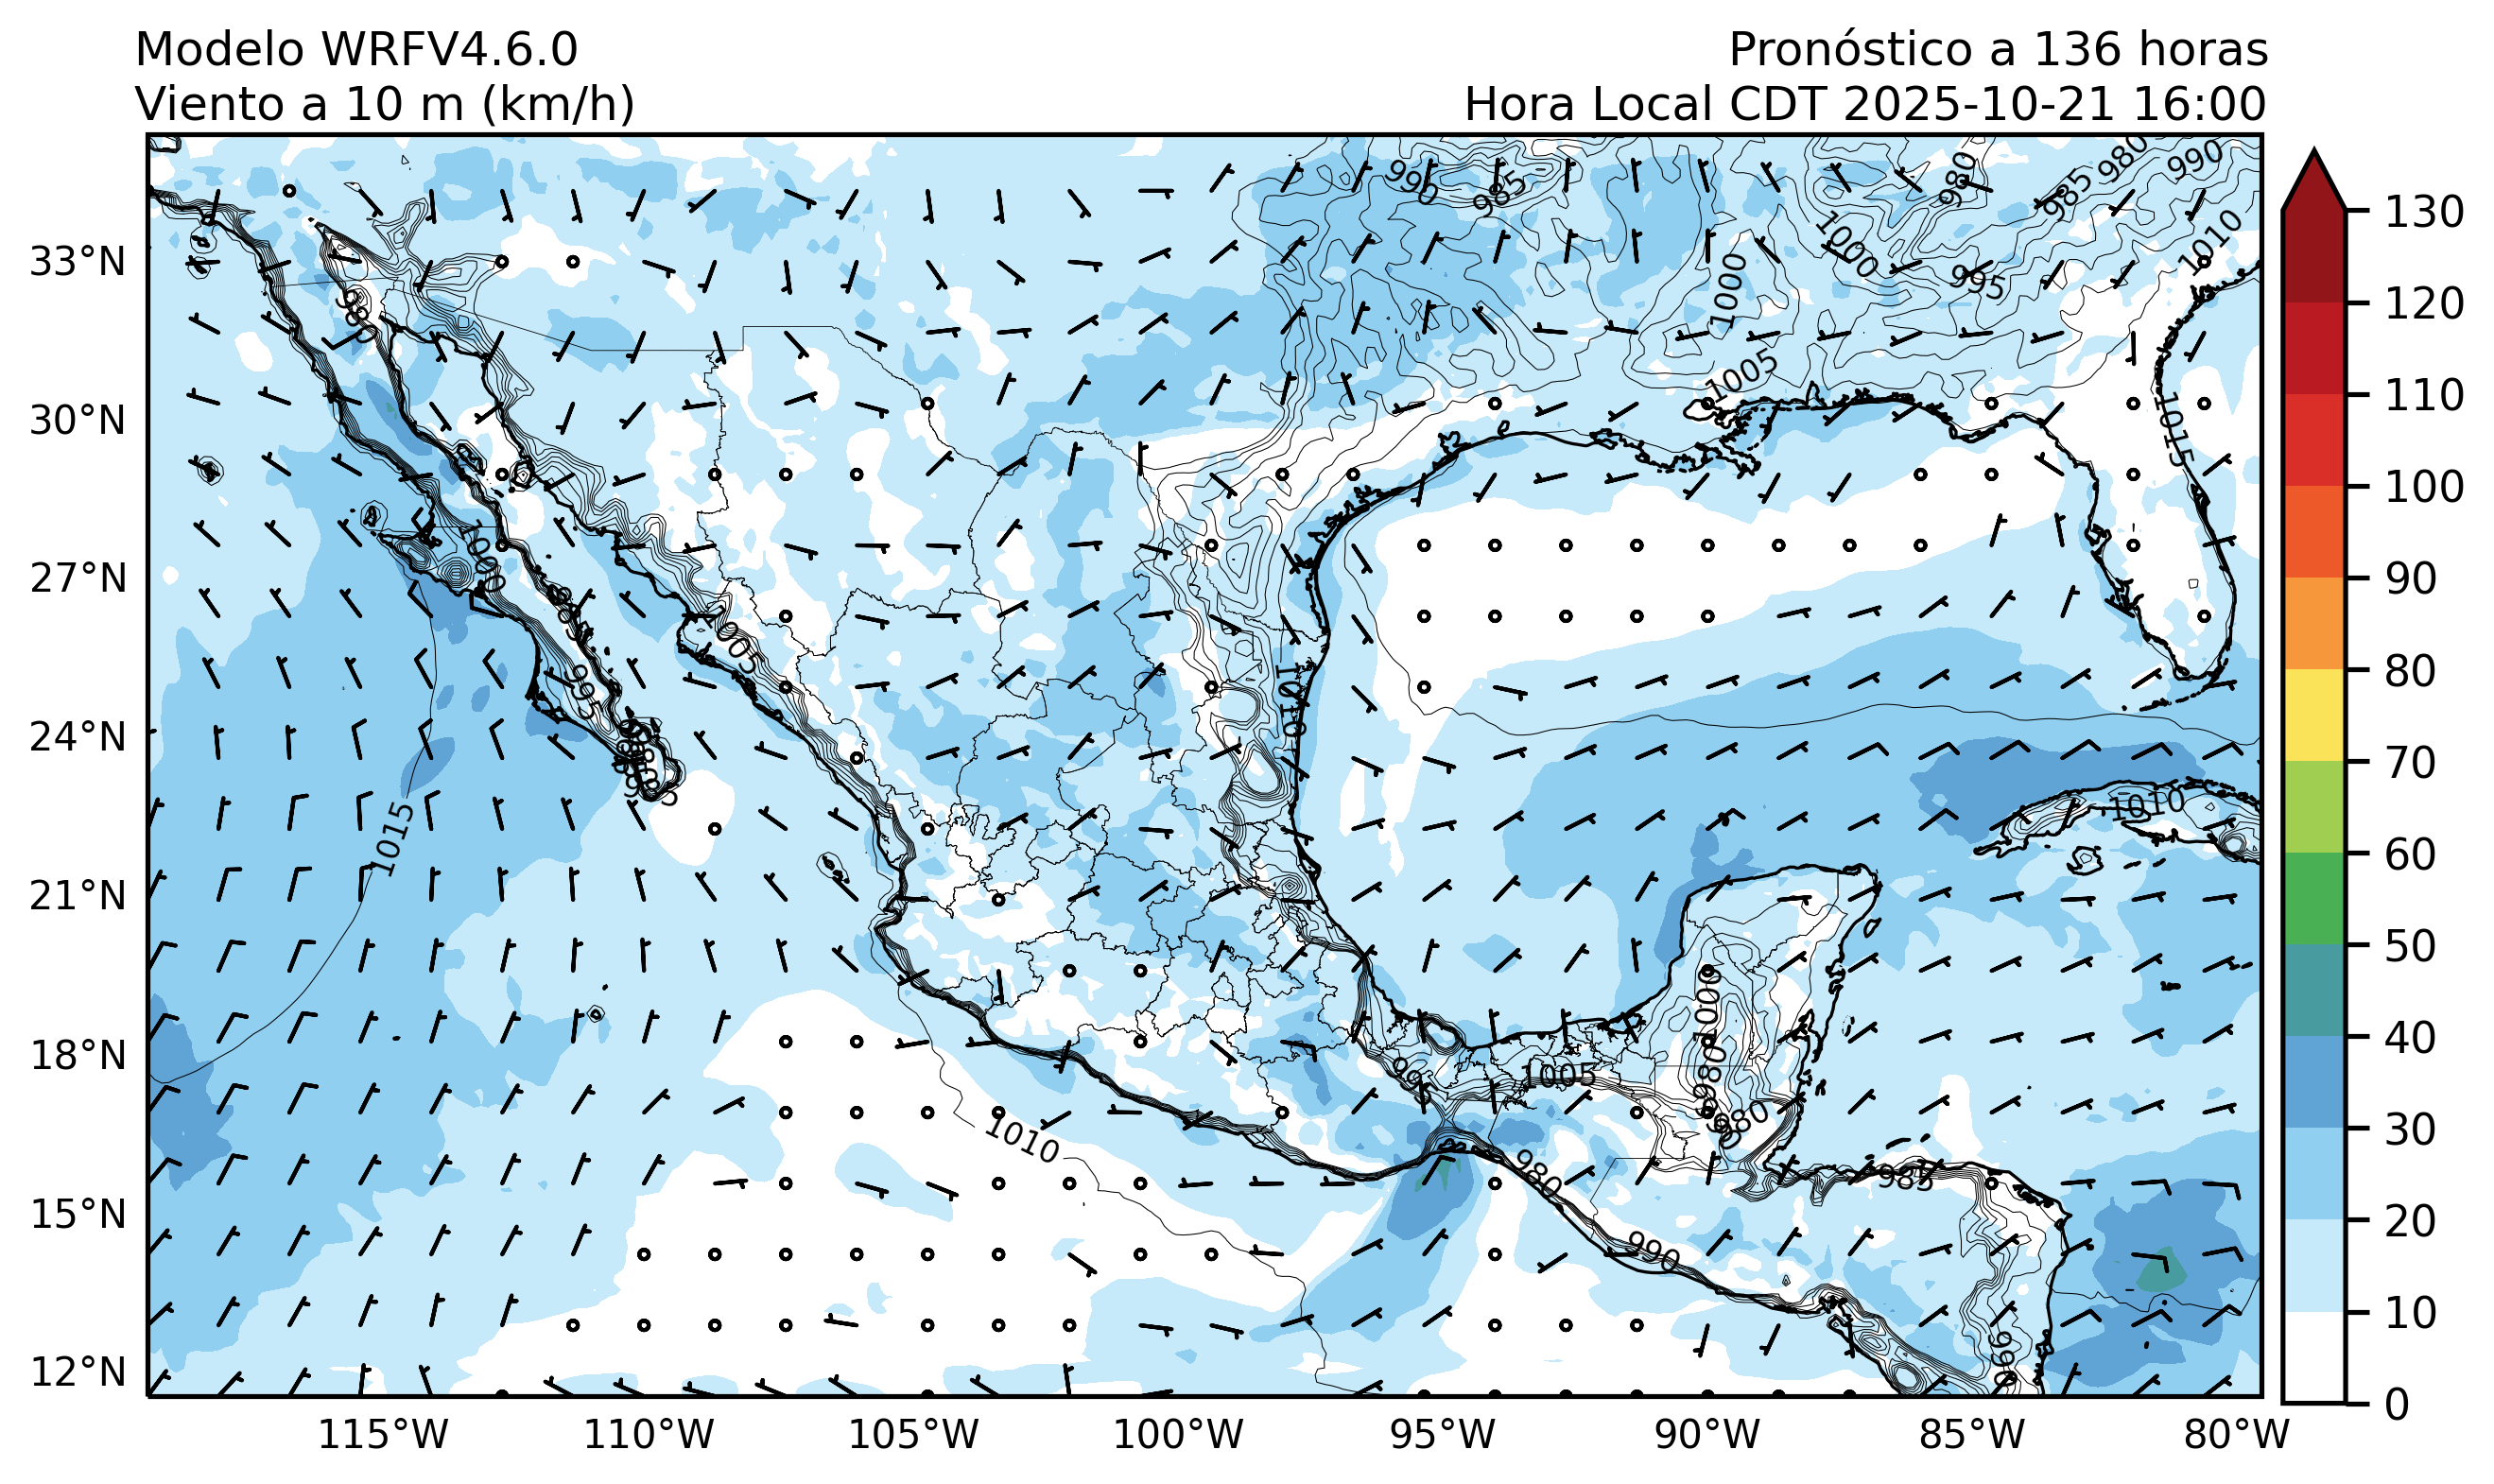 Modelo WRFV4.6.0
Viento a 10 m (km/h)
Pronóstico a 136 horas
Hora Local CDT 2025-10-21 16:00
33°N
30°N
27°N
24°N
21°N
18°N
15°N
12°N
115°W
110°W
105°W
100°W
95°W
90°W
85°W
80°W
130
120
110
100
90
80
70
60
50
40
30
20
10
0
990
985
980
985
980
990
1000
1010
995
1000
1005
1015
1000
1005
995
1010
1015
1010
1010
1000
980
980
995
1005
980
985
990